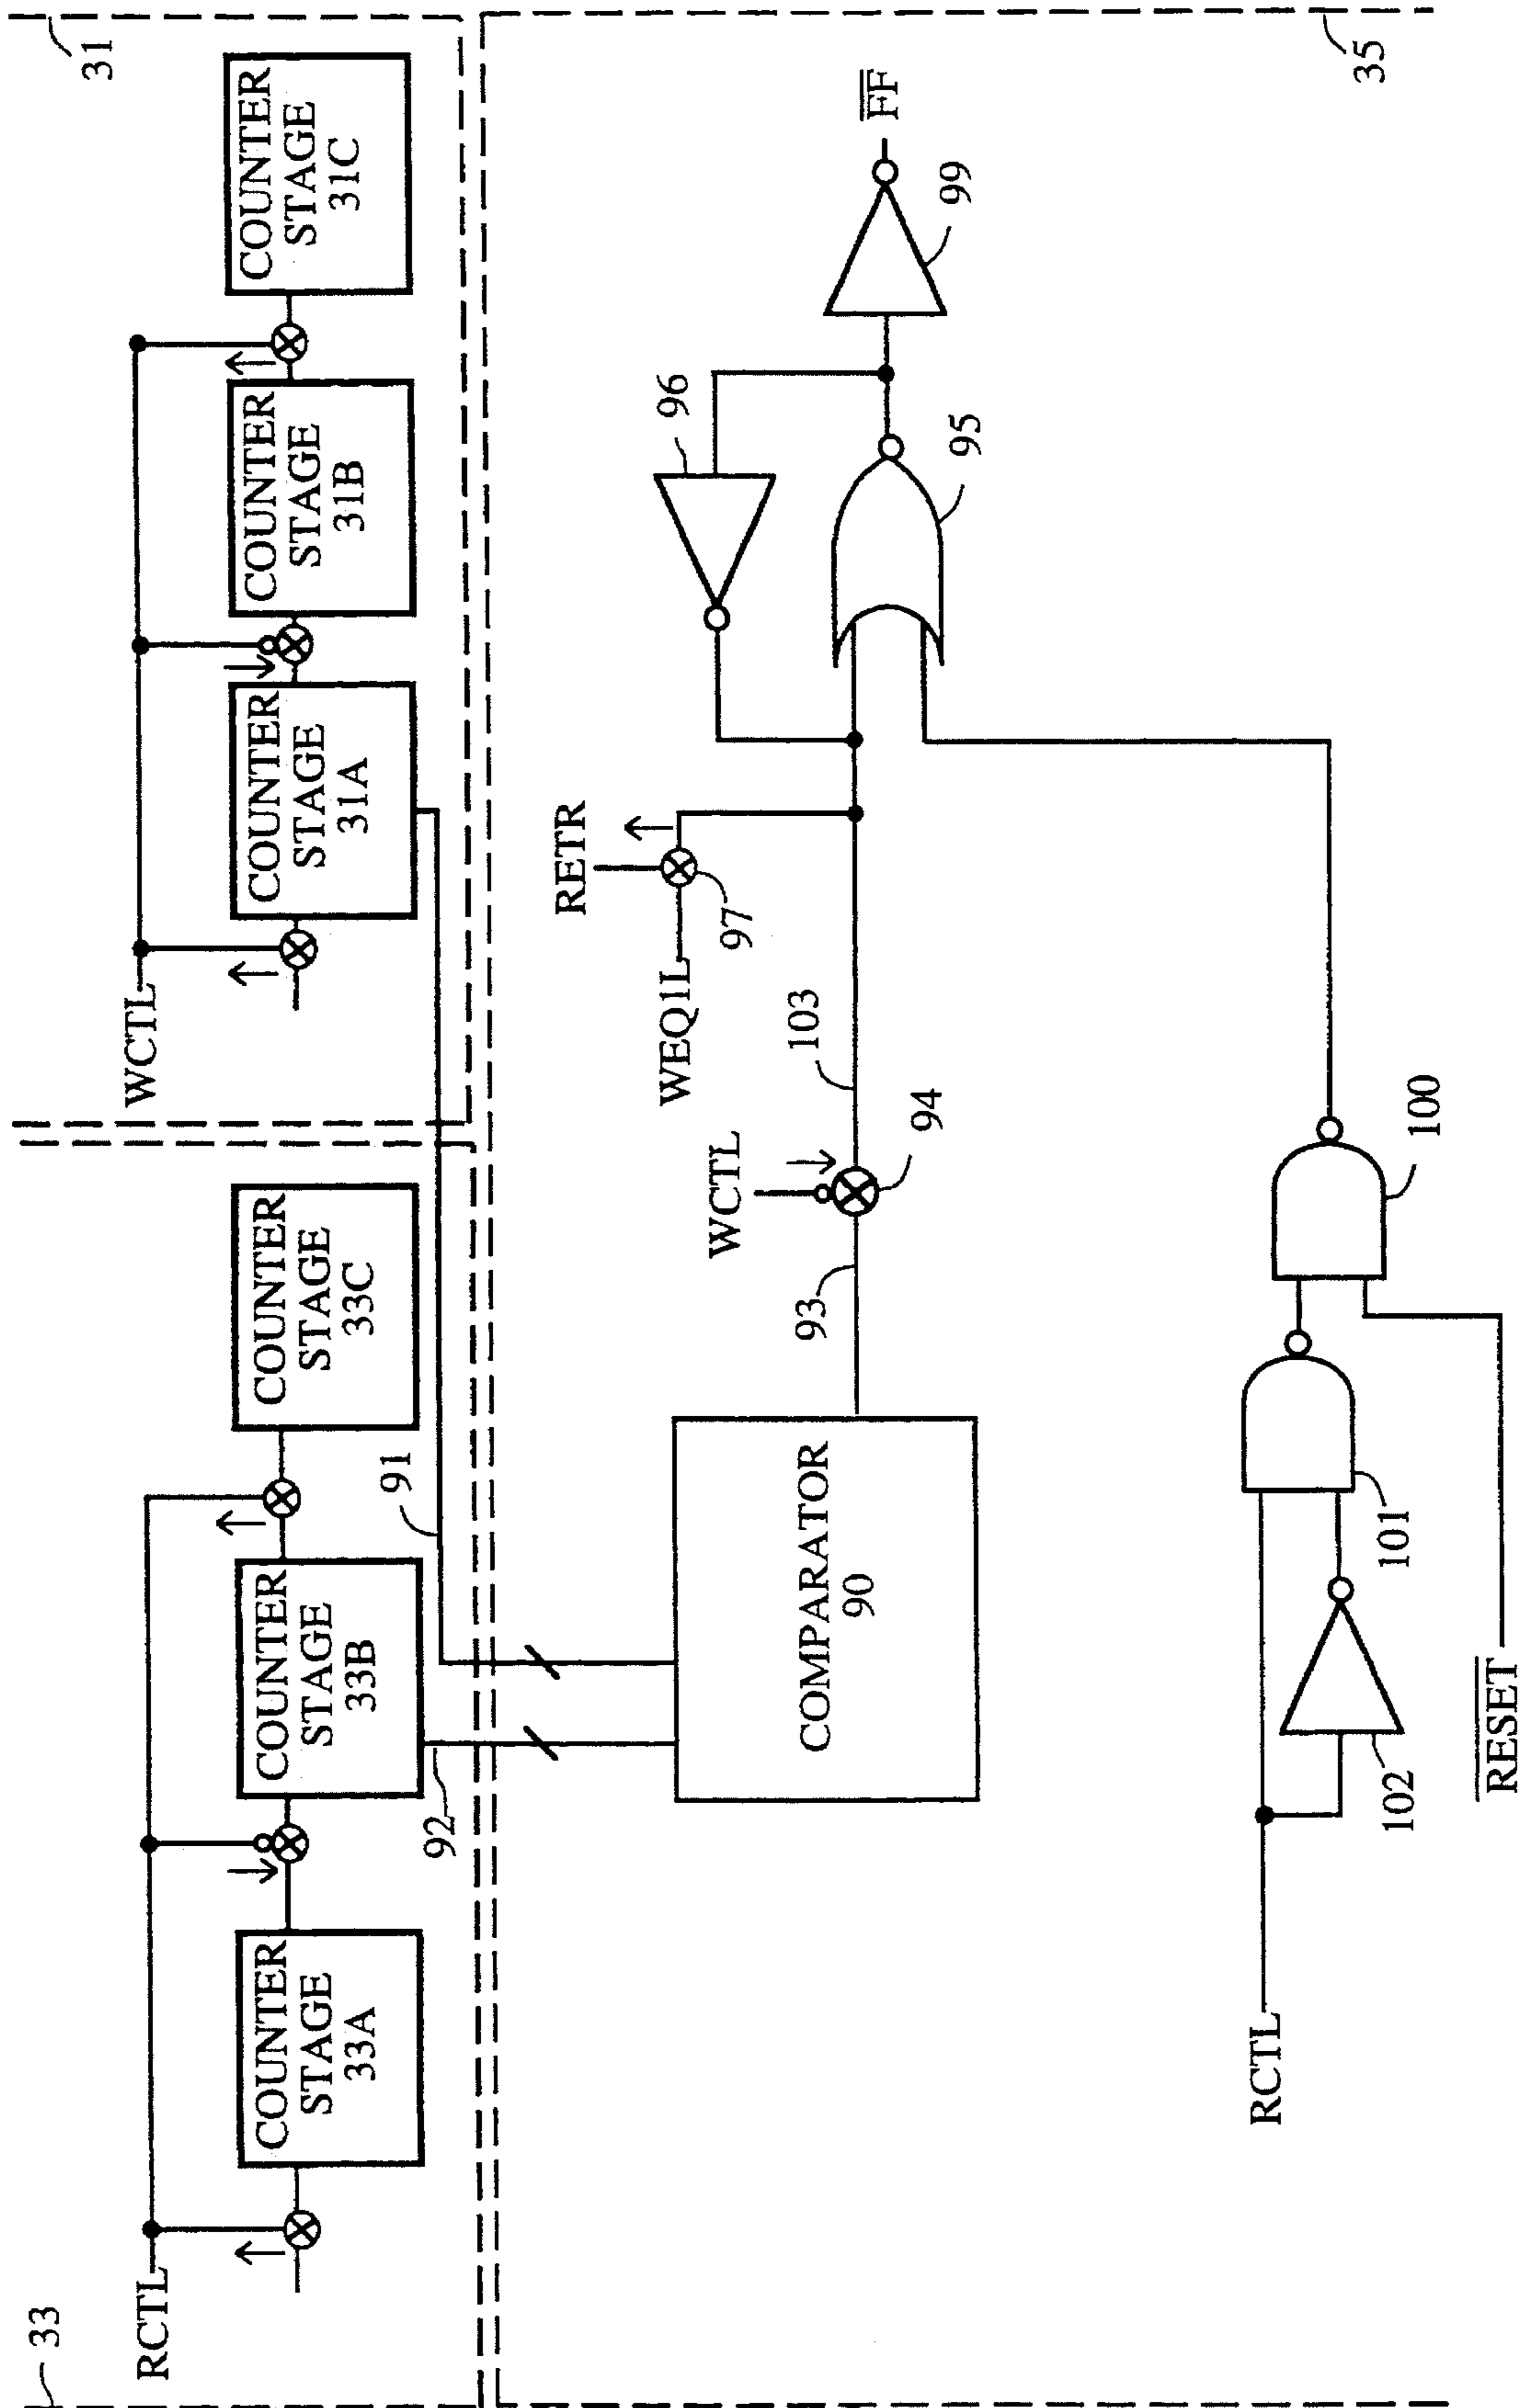 33
31
RCTL
WCTL
COUNTER
STAGE
33A
COUNTER
STAGE
33B
COUNTER
STAGE
33C
COUNTER
STAGE
31A
COUNTER
STAGE
31B
COUNTER
STAGE
31C
92
91
COMPARATOR
90
93
WCTL
94
103
WEQ1L
RETR
97
96
95
99
FF
RCTL
102
101
100
RESET
35